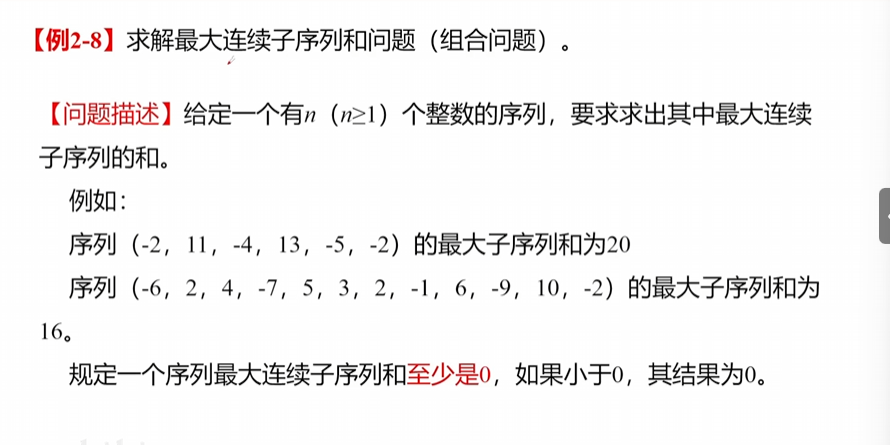 【例2-8】求解最大连续子序列和问题（组合问题）。
【问题描述】给定一个有n（n≥1）个整数的序列，要求求出其中最大连续
子序列的和。
例如：
序列（-2，11，-4，13，-5，-2）的最大子序列和为20
序列（-6，2，4，-7，5，3，2，-1，6，-9，10，-2）的最大子序列和为
16。
规定一个序列最大连续子序列和至少是0，如果小于0，其结果为0。